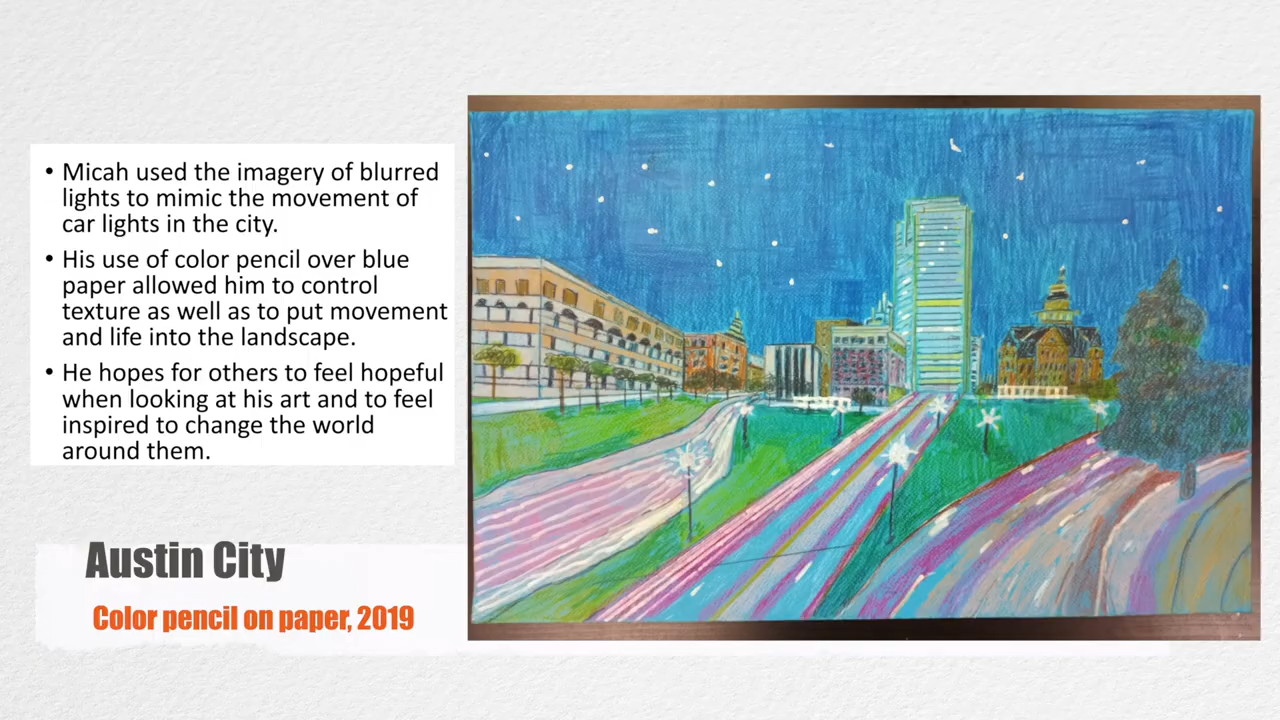 • Micah used the imagery of blurred
lights to mimic the movement of
car lights in the city.
• His use of color pencil over blue
paper allowed him to control
texture as well as to put movement
and life into the landscape.
• He hopes for others to feel hopeful
when looking at his art and to feel
inspired to change the world
around them.
Austin City
Color pencil on paper, 2019